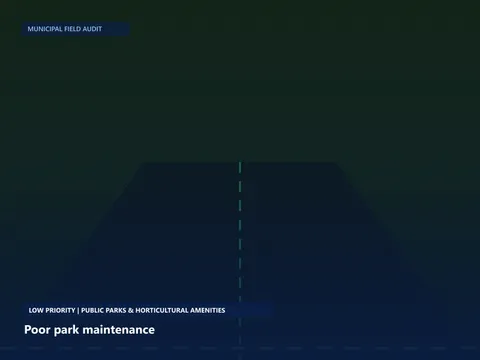 MUNICIPAL FIELD AUDIT
LOW PRIORITY | PUBLIC PARKS & HORTICULTURAL AMENITIES
Poor park maintenance